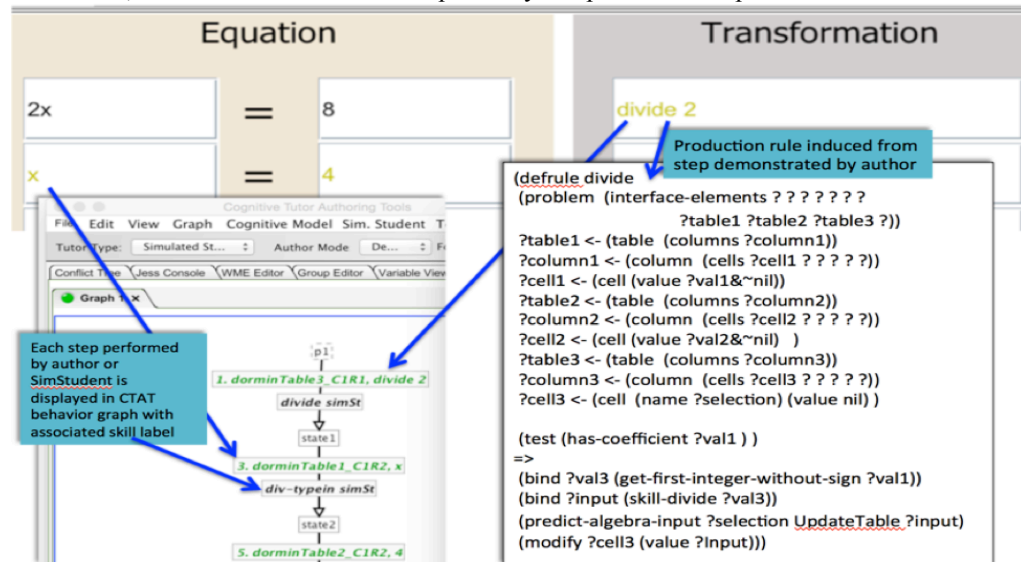 Equation
Transformation
2x
=
8
divide 2
x
=
4
Production rule induced from
step demonstrated by author
Cognitive Tutor Authoring Tools
File Edit View Graph Cognitive Model Sim. Student T
Tutor Type: Simulated St... Author Mode De...
Conflict Tree Jess Console WME Editor Group Editor Variable View
Graph
Each step performed
by author or
SimStudent is
displayed in CTAT
behavior graph with
associated skill label
p1
1. dorminTable3_C1R1, divide 2
divide simSt
state1
3. dorminTable1_C1R2, x
div-typein simSt
state2
5. dorminTable2_C1R2, 4
(defrule divide
(problem (interface-elements ? ? ? ? ? ? ?
?table1 ?table2 ?table3 ?))
?table1 <- (table (columns ?column1))
?column1 <- (column (cells ?cell1 ? ? ? ? ?))
?cell1 <- (cell (value ?val1&~nil))
?table2 <- (table (columns ?column2))
?column2 <- (column (cells ?cell2 ? ? ? ? ?))
?cell2 <- (cell (value ?val2&~nil) )
?table3 <- (table (columns ?column3))
?column3 <- (column (cells ?cell3 ? ? ? ? ?))
?cell3 <- (cell (name ?selection) (value nil) )
(test (has-coefficient ?val1 ) )
=>
(bind ?val3 (get-first-integer-without-sign ?val1))
(bind ?input (skill-divide ?val3))
(predict-algebra-input ?selection UpdateTable ?input)
(modify ?cell3 (value ?Input)))